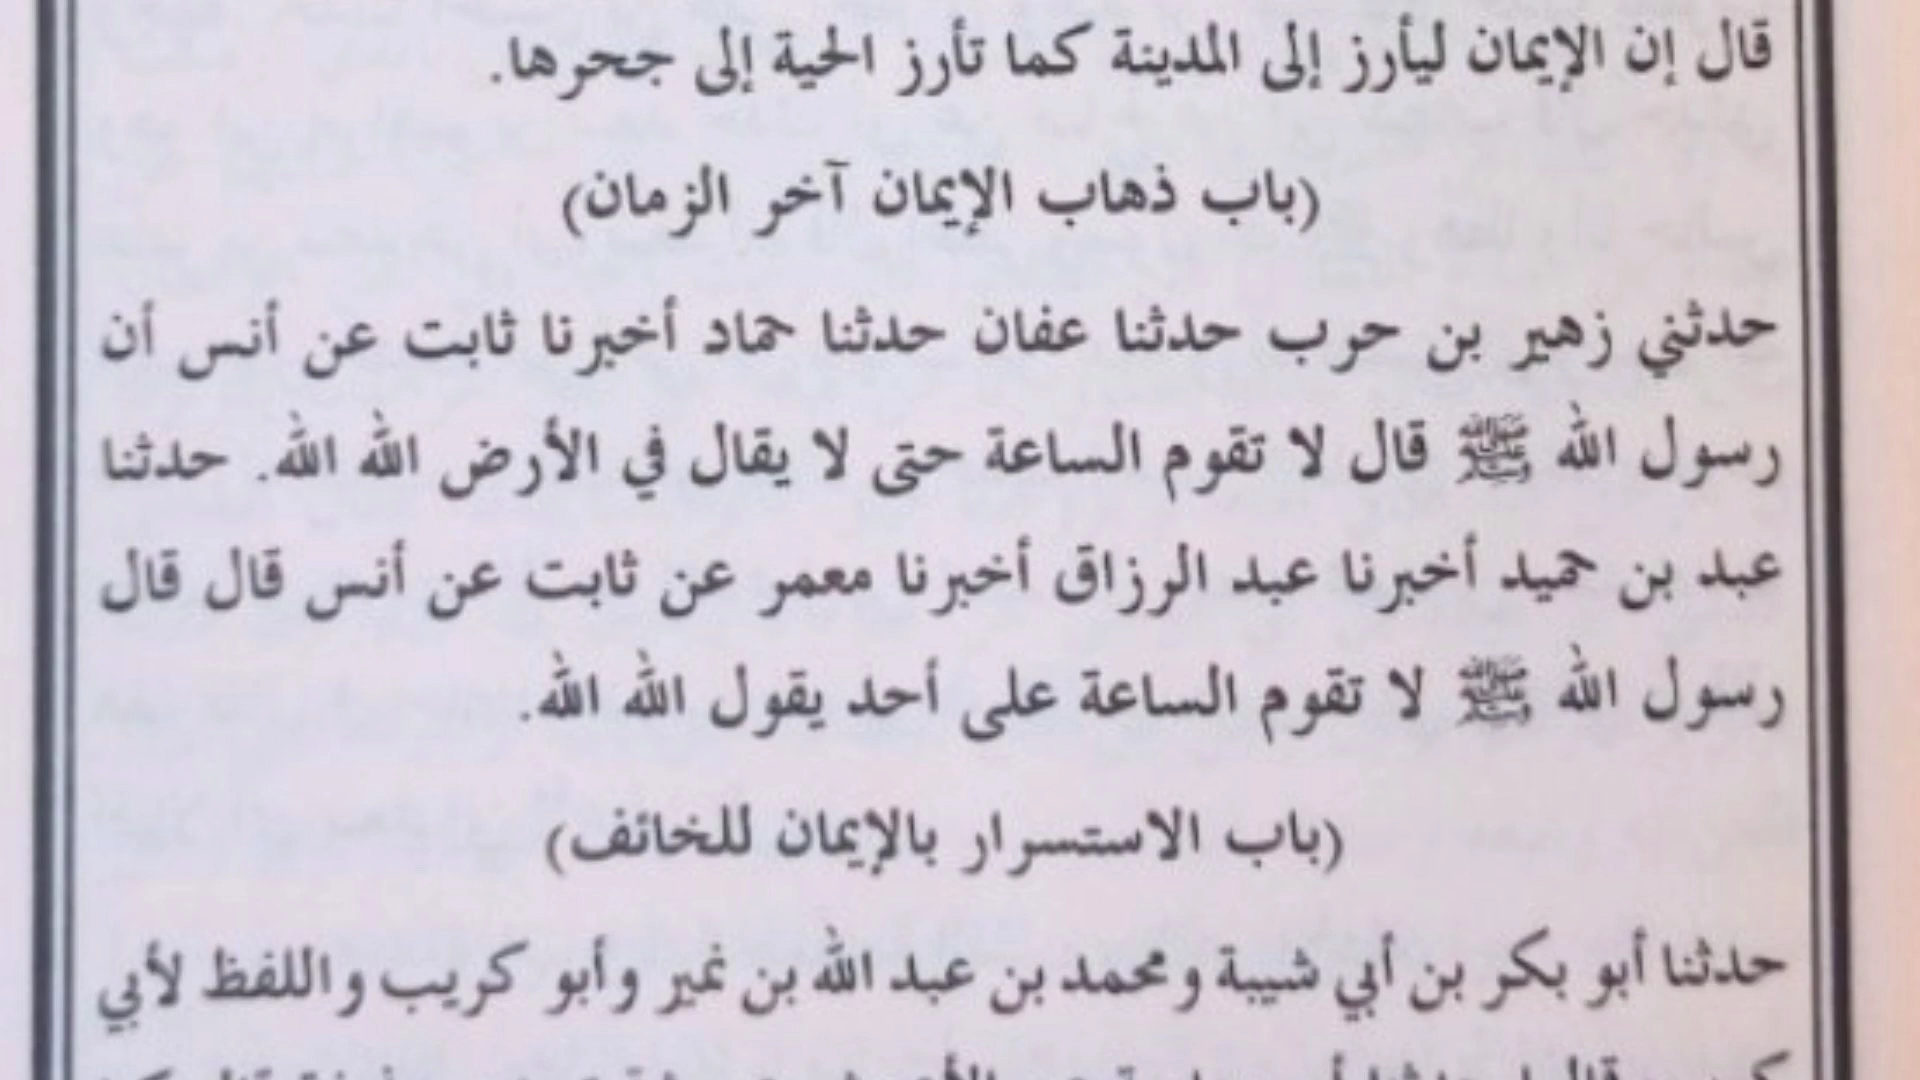 قال إن الإيمان ليأرز إلى المدينة كما تأرز الحية إلى جحرها.
(باب ذهاب الإيمان آخر الزمان)
حدثني زهير بن حرب حدثنا عفان حدثنا حماد أخبرنا ثابت عن أنس أن
رسول الله ﷺ قال لا تقوم الساعة حتى لا يقال في الأرض الله الله. حدثنا
عبد بن حميد أخبرنا عبد الرزاق أخبرنا معمر عن ثابت عن أنس قال قال
رسول الله ﷺ لا تقوم الساعة على أحد يقول الله الله.
(باب الاستسرار بالإيمان للخائف)
حدثنا أبو بكر بن أبي شيبة ومحمد بن عبد الله بن نمير وأبو كريب واللفظ لأبي